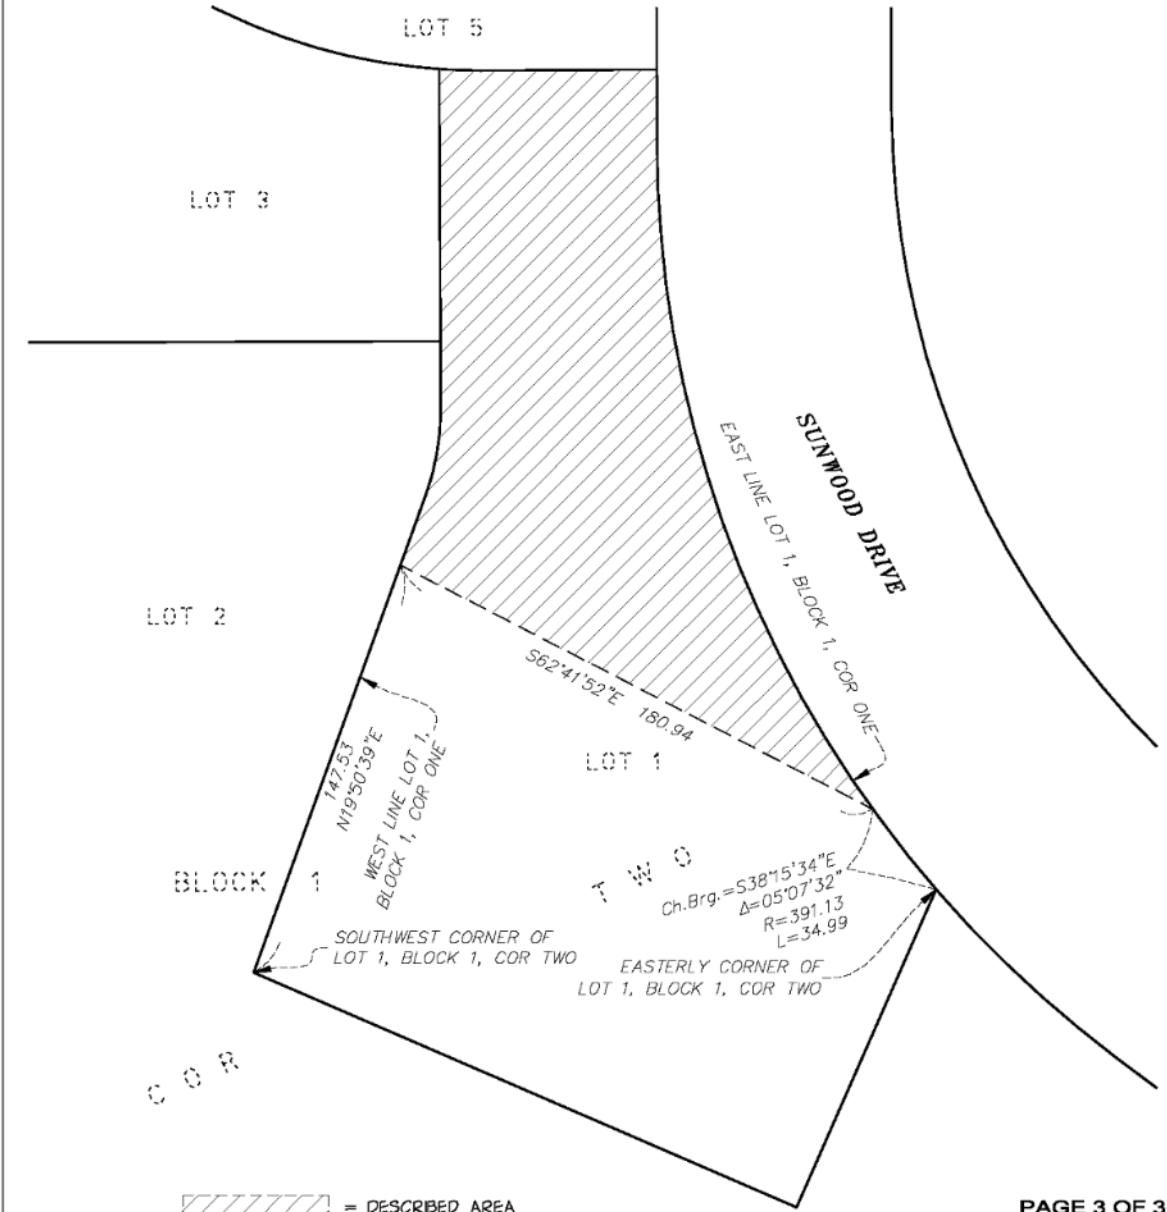 LOT 5
LOT 3
SUNWOOD DRIVE
EAST LINE LOT 1, BLOCK 1, COR ONE
LOT 2
S62°41'52"E 180.94
LOT 1
147.53
N19°50'39"E
WEST LINE LOT 1,
BLOCK 1, COR ONE
BLOCK 1
T W O
Ch.Brg.=S38°15'34"E
Δ=05°07'32"
R=391.13
L=34.99
SOUTHWEST CORNER OF
LOT 1, BLOCK 1, COR TWO
EASTERLY CORNER OF
LOT 1, BLOCK 1, COR TWO
C O R
= DESCRIBED AREA
PAGE 3 OF 3